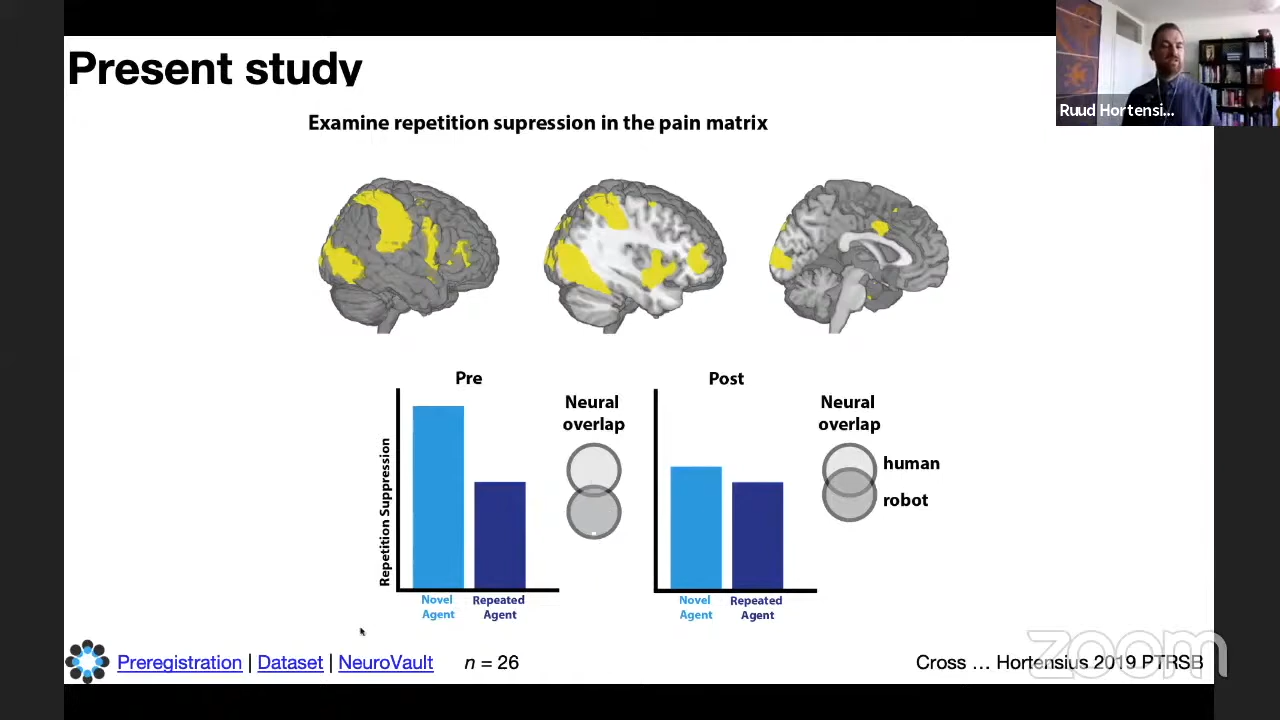 Present study
Ruud Hortensi...
Examine repetition supression in the pain matrix
Pre
Post
Repetition Suppression
Neural
overlap
Neural
overlap
human
robot
Novel
Agent
Repeated
Agent
Novel
Agent
Repeated
Agent
Preregistration | Dataset | NeuroVault
n = 26
Cross … Hortensius 2019 PTRSB
zoom